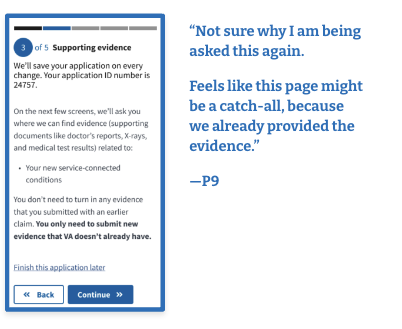 3 of 5 Supporting evidence
We'll save your application on every
change. Your application ID number is
24757.
On the next few screens, we'll ask you
where we can find evidence (supporting
documents like doctor's reports, X-rays,
and medical test results) related to:
• Your new service-connected
conditions
You don't need to turn in any evidence
that you submitted with an earlier
claim. You only need to submit new
evidence that VA doesn't already have.
Finish this application later
« Back
Continue »
“Not sure why I am being
asked this again.
Feels like this page might
be a catch-all, because
we already provided the
evidence.”
—P9